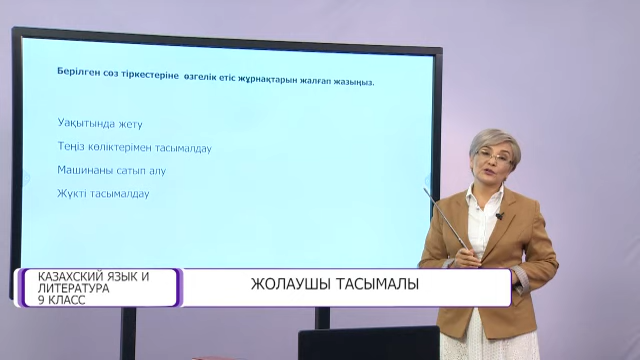 Берілген сөз тіркестеріне өзгелік етіс жұрнақтарын жалғап жазыңыз.
Уақытында жету
Теңіз көліктерімен тасымалдау
Машинаны сатып алу
Жүкті тасымалдау
КАЗАХСКИЙ ЯЗЫК И
ЛИТЕРАТУРА
9 КЛАСС
ЖОЛАУШЫ ТАСЫМАЛЫ